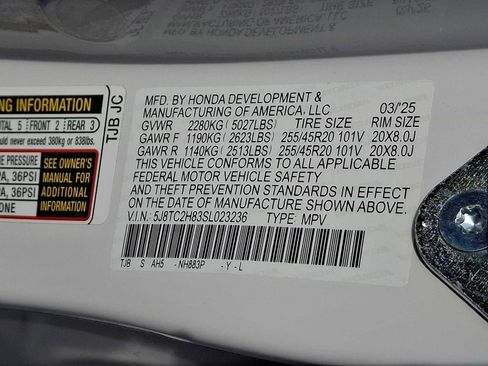 NG INFORMATION
TOTAL 5 FRONT 2 REAR 3
should never exceed 380kg or 838lbs.
E PRESSURE
PA, 36PSI
PA, 36PSI
ONE
SEE OWNER'S
MANUAL FOR
ADDITIONAL
INFORMATION
TJB JC
MFD. BY HONDA DEVELOPMENT &
MANUFACTURING OF AMERICA, LLC 03/'25
GVWR 2280KG (5027LBS) TIRE SIZE RIM SIZE
GAWR F 1190KG (2623LBS) 255/45R20 101V 20X8.0J
GAWR R 1140KG (2513LBS) 255/45R20 101V 20X8.0J
THIS VEHICLE CONFORMS TO ALL APPLICABLE
FEDERAL MOTOR VEHICLE SAFETY
AND THEFT PREVENTION STANDARDS IN EFFECT
ON THE DATE OF MANUFACTURE SHOWN ABOVE.
V.I.N.: 5J8TC2H83SL023236 TYPE: MPV
TJB S AH5 -NH883P -Y-L